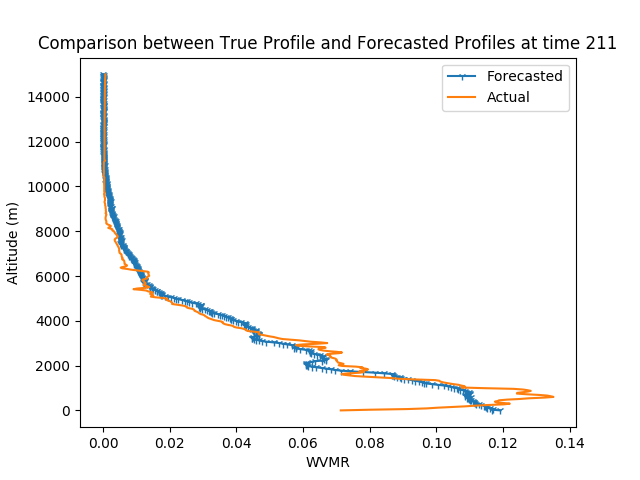 Comparison between True Profile and Forecasted Profiles at time 211
Forecasted
Actual
14000
12000
10000
8000
6000
4000
2000
0
Altitude (m)
0.00 0.02 0.04 0.06 0.08 0.10 0.12 0.14
WVMR